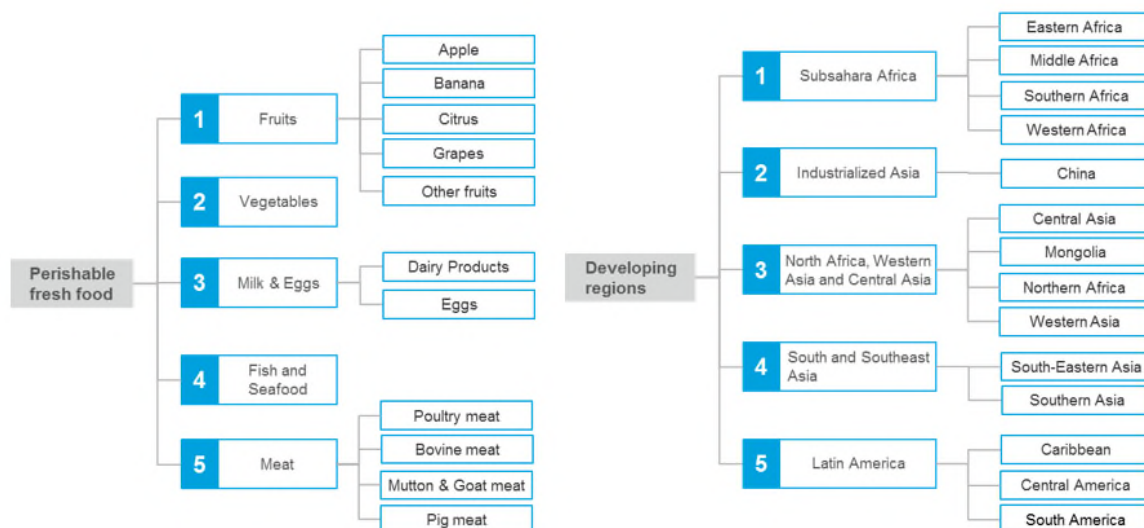 Perishable
fresh food
1
Fruits
Apple
Banana
Citrus
Grapes
Other fruits
2
Vegetables
3
Milk & Eggs
Dairy Products
Eggs
4
Fish and
Seafood
5
Meat
Poultry meat
Bovine meat
Mutton & Goat meat
Pig meat
Developing
regions
1
Subsahara Africa
Eastern Africa
Middle Africa
Southern Africa
Western Africa
2
Industrialized Asia
China
3
North Africa, Western
Asia and Central Asia
Central Asia
Mongolia
Northern Africa
Western Asia
4
South and Southeast
Asia
South-Eastern Asia
Southern Asia
5
Latin America
Caribbean
Central America
South America